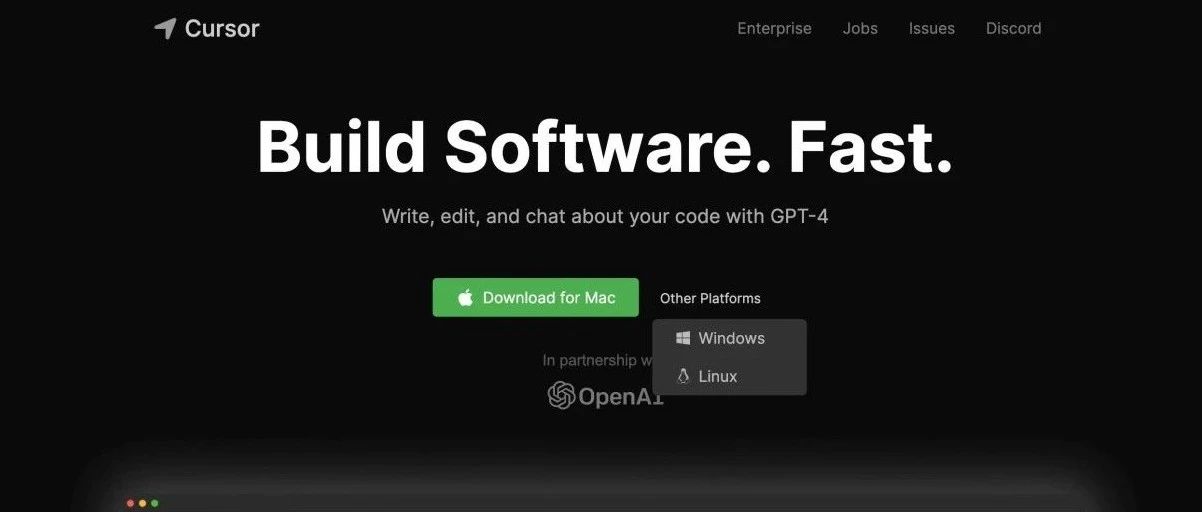 Cursor
Enterprise Jobs Issues Discord
Build Software. Fast.
Write, edit, and chat about your code with GPT-4
Download for Mac
Other Platforms
Windows
Linux
In partnership w
OpenAI